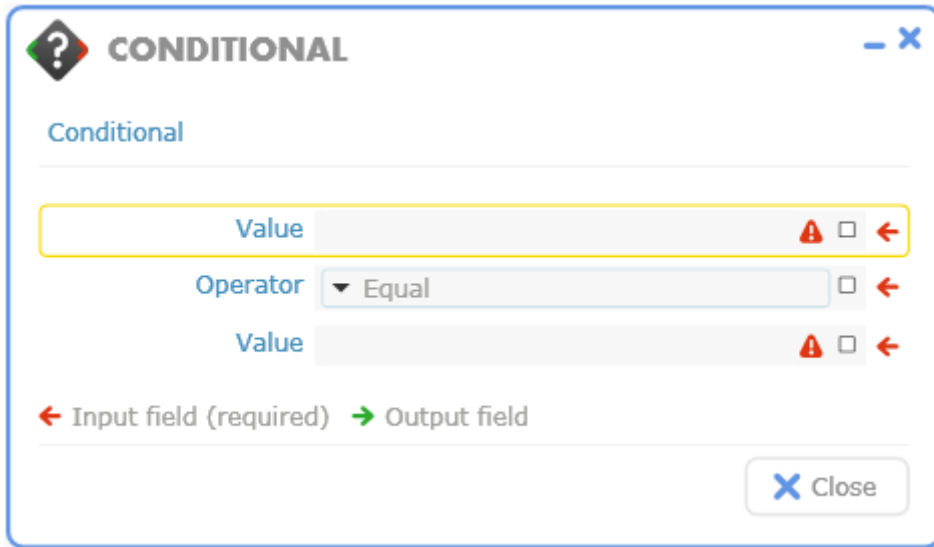 CONDITIONAL
Conditional
Value
Operator Equal
Value
Input field (required) Output field
Close